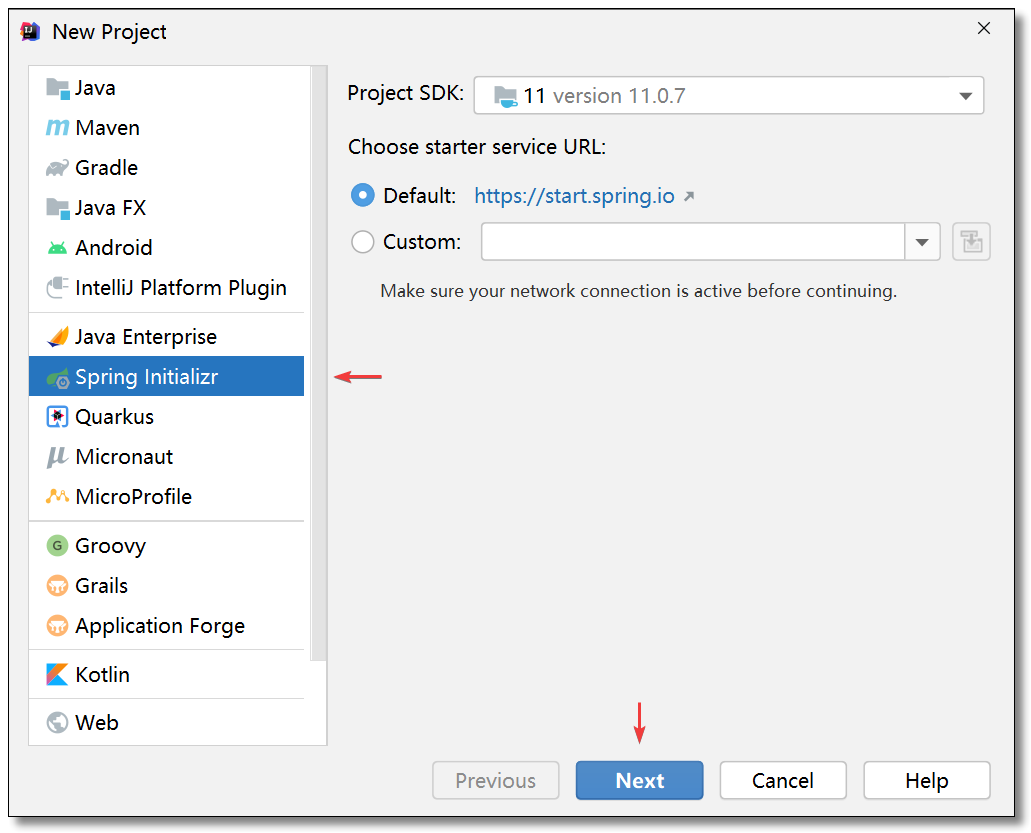 New Project
Java
Maven
Gradle
Java FX
Android
IntelliJ Platform Plugin
Java Enterprise
Spring Initializr
Quarkus
Micronaut
MicroProfile
G Groovy
Grails
Application Forge
Kotlin
Web
Project SDK: 11 version 11.0.7
Choose starter service URL:
Default: https://start.spring.io
Custom:
Make sure your network connection is active before continuing.
Previous Next Cancel Help